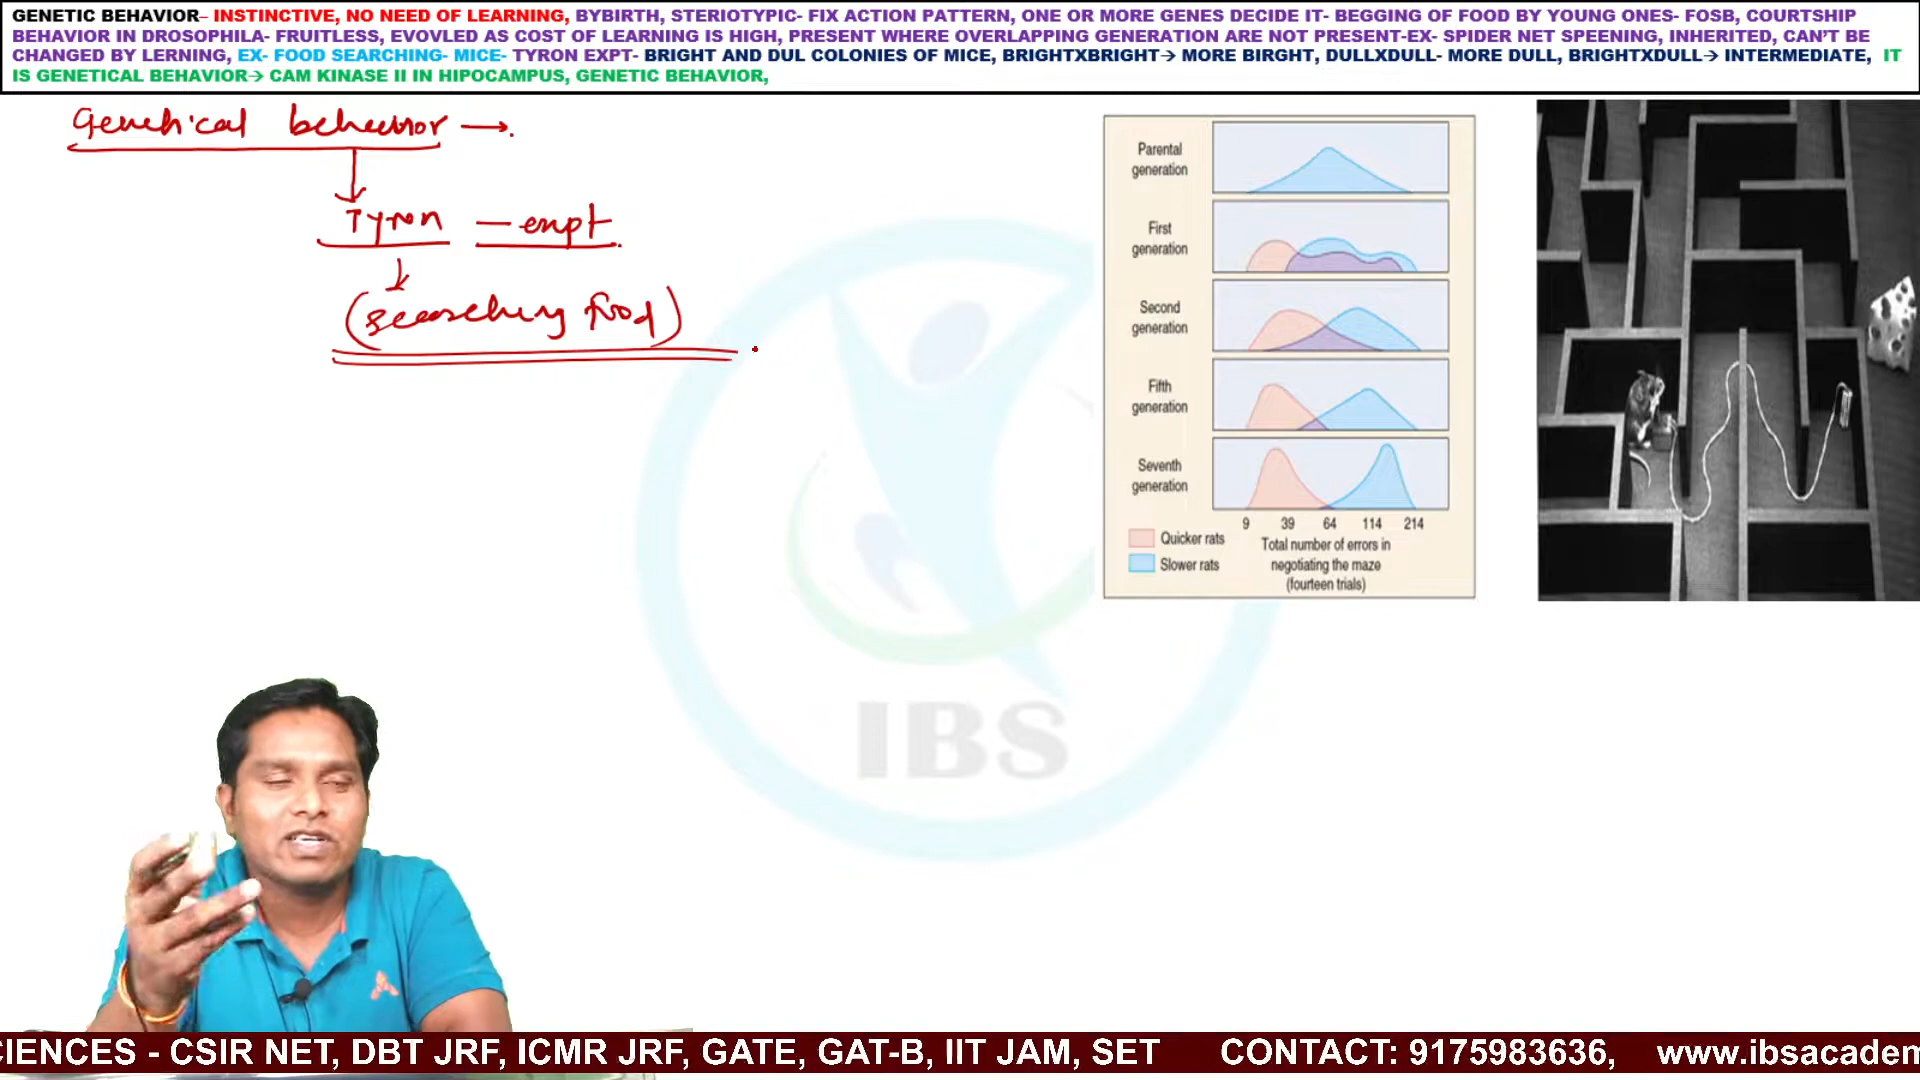 GENETIC BEHAVIOR– INSTINCTIVE, NO NEED OF LEARNING, BYBIRTH, STERIOTYPIC- FIX ACTION PATTERN, ONE OR MORE GENES DECIDE IT- BEGGING OF FOOD BY YOUNG ONES- FOSB, COURTSHIP
BEHAVIOR IN DROSOPHILA- FRUITLESS, EVOVLED AS COST OF LEARNING IS HIGH, PRESENT WHERE OVERLAPPING GENERATION ARE NOT PRESENT-EX- SPIDER NET SPEENING, INHERITED, CAN'T BE
CHANGED BY LERNING, EX- FOOD SEARCHING- MICE- TYRON EXPT- BRIGHT AND DUL COLONIES OF MICE, BRIGHTXBRIGHT→ MORE BIRGHT, DULLXDULL- MORE DULL, BRIGHTXDULL→ INTERMEDIATE, IT
IS GENETICAL BEHAVIOR→ CAM KINASE II IN HIPOCAMPUS, GENETIC BEHAVIOR,
Genetical behavior →.
Tyron – expt.
(searching food)
Parental
generation
First
generation
Second
generation
Fifth
generation
Seventh
generation
9 39 64 114 214
Quicker rats
Slower rats
Total number of errors in
negotiating the maze
(fourteen trials)
IBS
CIENCES - CSIR NET, DBT JRF, ICMR JRF, GATE, GAT-B, IIT JAM, SET CONTACT: 9175983636, www.ibsacadem